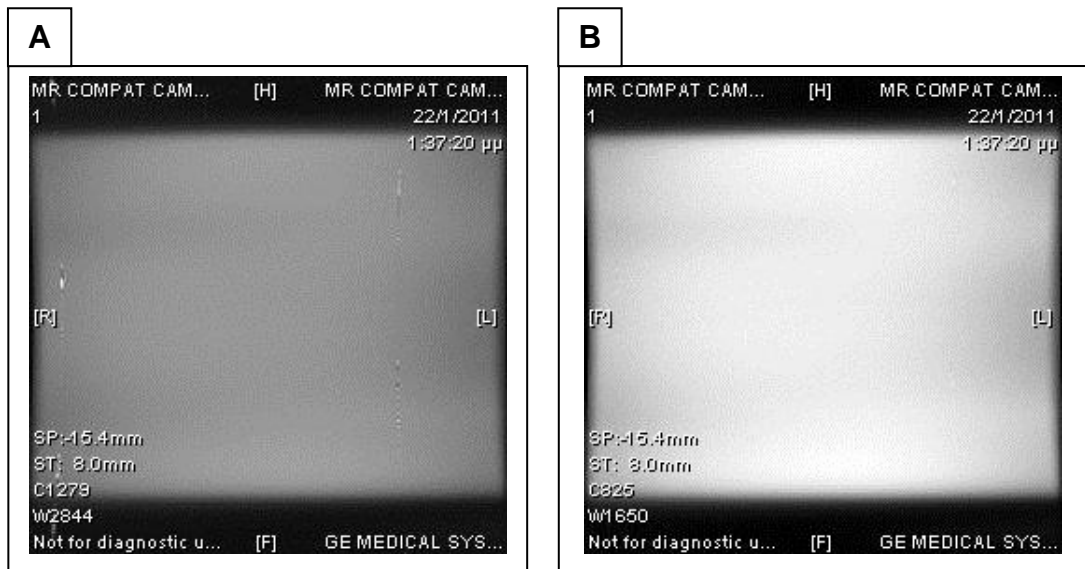 A
MR COMPAT CAM... [H] MR COMPAT CAM...
1 22/1/2011
1:37:20 μμ
[R] [L]
SP:-15.4mm
ST: 8.0mm
C1279
W2844
Not for diagnostic u... [F] GE MEDICAL SYS...
B
MR COMPAT CAM... [H] MR COMPAT CAM...
1 22/1/2011
1:37:20 μμ
[R] [L]
SP:-15.4mm
ST: 8.0mm
C825
W1650
Not for diagnostic u... [F] GE MEDICAL SYS...